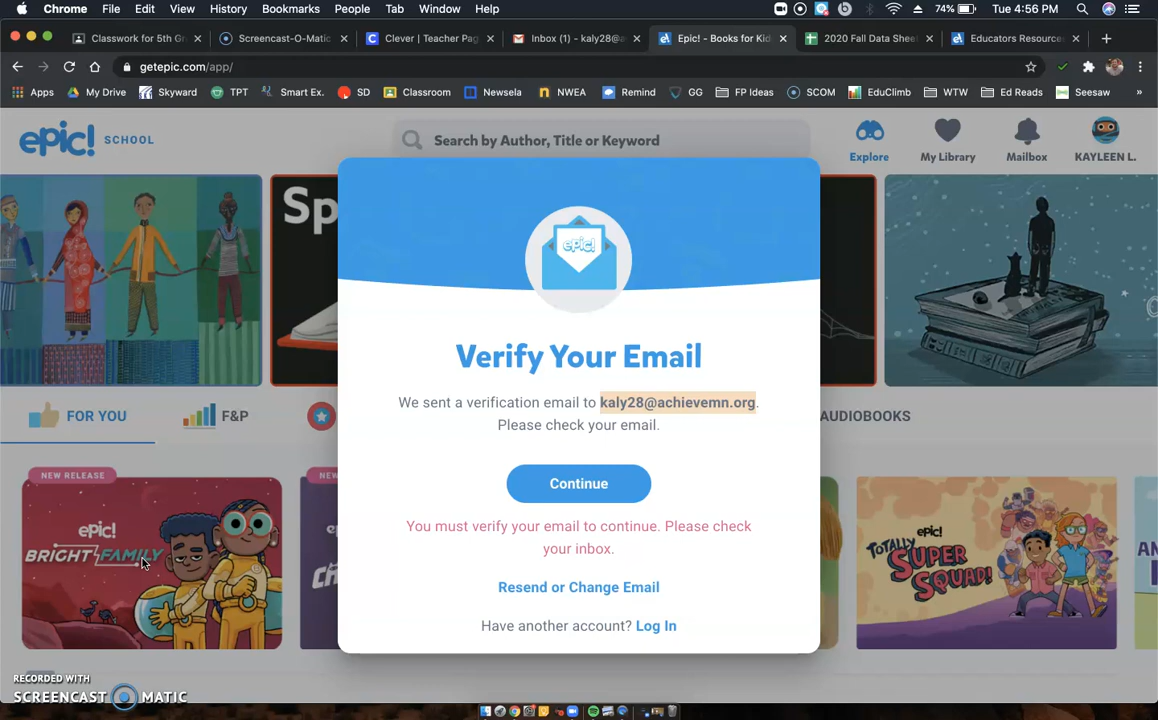 Chrome File Edit View History Bookmarks People Tab Window Help 74% Tue 4:56 PM
Classwork for 5th Gr × Screencast-O-Matic × Clever | Teacher Pag × Inbox (1) - kaly28@ac × Epic! - Books for Kid × 2020 Fall Data Shee × Educators Resource ×
getepic.com/app/
Apps My Drive Skyward TPT Smart Ex. SD Classroom Newsela NWEA Remind GG FP Ideas SCOM EduClimb WTW Ed Reads Seesaw »
epic! SCHOOL
Search by Author, Title or Keyword
Explore My Library Mailbox KAYLEEN L.
Sp
epic!
Verify Your Email
We sent a verification email to kaly28@achievemn.org.
Please check your email.
FOR YOU F&P AUDIOBOOKS
Continue
NEW RELEASE NEW
You must verify your email to continue. Please check
your inbox.
epic!
BRIGHT FAMILY
epic!
TOTALLY
SUPER
SQUAD!
Resend or Change Email
Have another account? Log In
RECORDED WITH
SCREENCAST MATIC